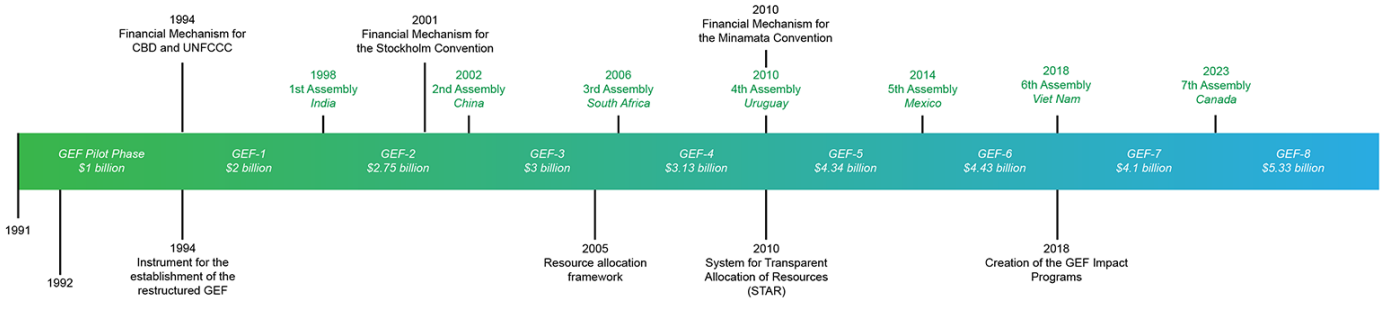 1994
Financial Mechanism for
CBD and UNFCCC
2001
Financial Mechanism for
the Stockholm Convention
2010
Financial Mechanism for
the Minamata Convention
1998
1st Assembly
India
2002
2nd Assembly
China
2006
3rd Assembly
South Africa
2010
4th Assembly
Uruguay
2014
5th Assembly
Mexico
2018
6th Assembly
Viet Nam
2023
7th Assembly
Canada
GEF Pilot Phase
$1 billion
GEF-1
$2 billion
GEF-2
$2.75 billion
GEF-3
$3 billion
GEF-4
$3.13 billion
GEF-5
$4.34 billion
GEF-6
$4.43 billion
GEF-7
$4.1 billion
GEF-8
$5.33 billion
1991
1992
1994
Instrument for the
establishment of the
restructured GEF
2005
Resource allocation
framework
2010
System for Transparent
Allocation of Resources
(STAR)
2018
Creation of the GEF Impact
Programs